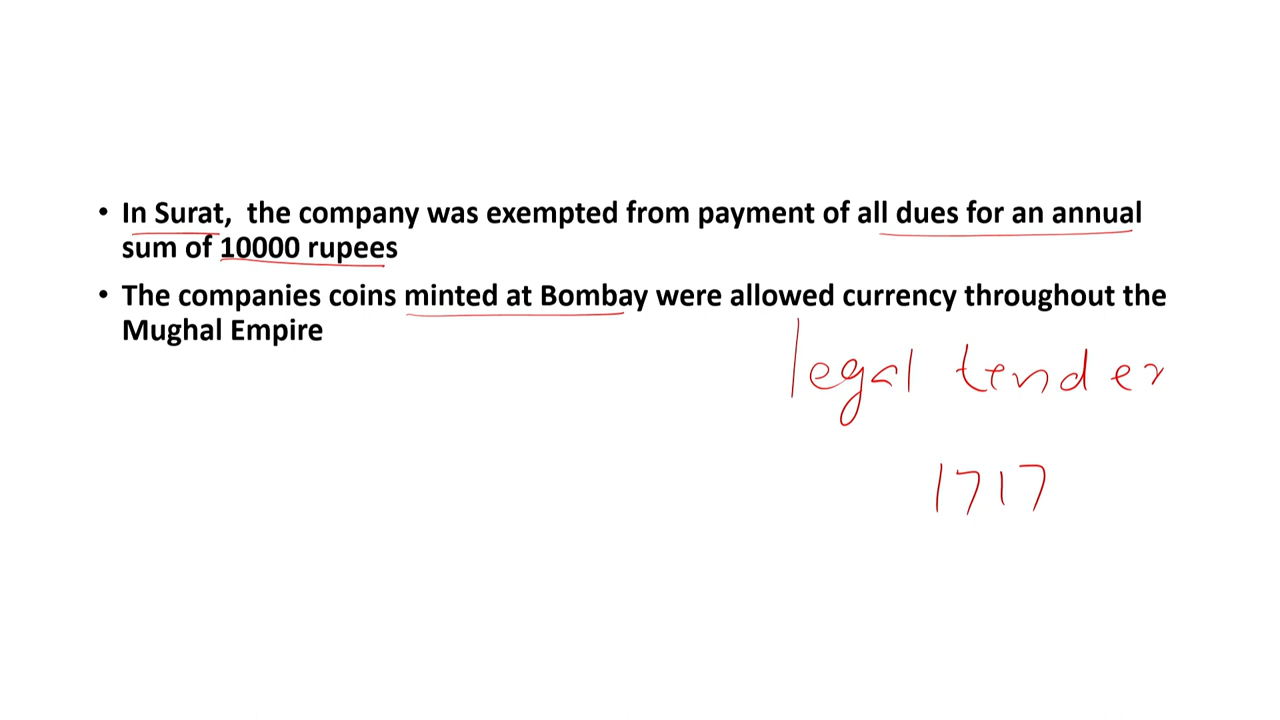 • In Surat,  the company was exempted from payment of all dues for an annual
sum of 10000 rupees
• The companies coins minted at Bombay were allowed currency throughout the
Mughal Empire
legal tender
1717